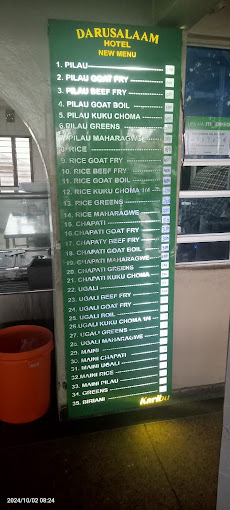 DARUSALAAM
HOTEL
NEW MENU
1. PILAU
2. PILAU GOAT FRY
3. PILAU BEEF FRY
4. PILAU GOAT BOIL
5. PILAU KUKU CHOMA
6. PILAU GREENS
PILAU MAHARAGWE
RICE
9. RICE GOAT FRY
10. RICE BEEF FRY
11. RICE GOAT BOIL
12. RICE KUKU CHOMA 1/4
13. RICE GREENS
14. RICE MAHARAGWE
15. CHAPATI
16 CHAPATI GOAT FRY
17. CHAPATY BEEF FRY
18. CHAPATI GOAT BOIL
19. CHAPATI MAHARAGWE
20. CHAPATI GREENS
21. CHAPATI KUKU CHOMA
22. UGALI
23. UGALI BEEF FRY
24. UGALI GOAT FRY
25. UGALI BOIL
26. UGALI KUKU CHOMA 1/4
27. UGALI GREENS
28. UGALI MAHARAGWE
29. MAINI
30. MAINI CHAPATI
31. MAINI UGALI
32. MAINI RICE
33. MAINI PILAU
34. GREENS
35. BIRIANI
Karibu
2024/10/02 08:24